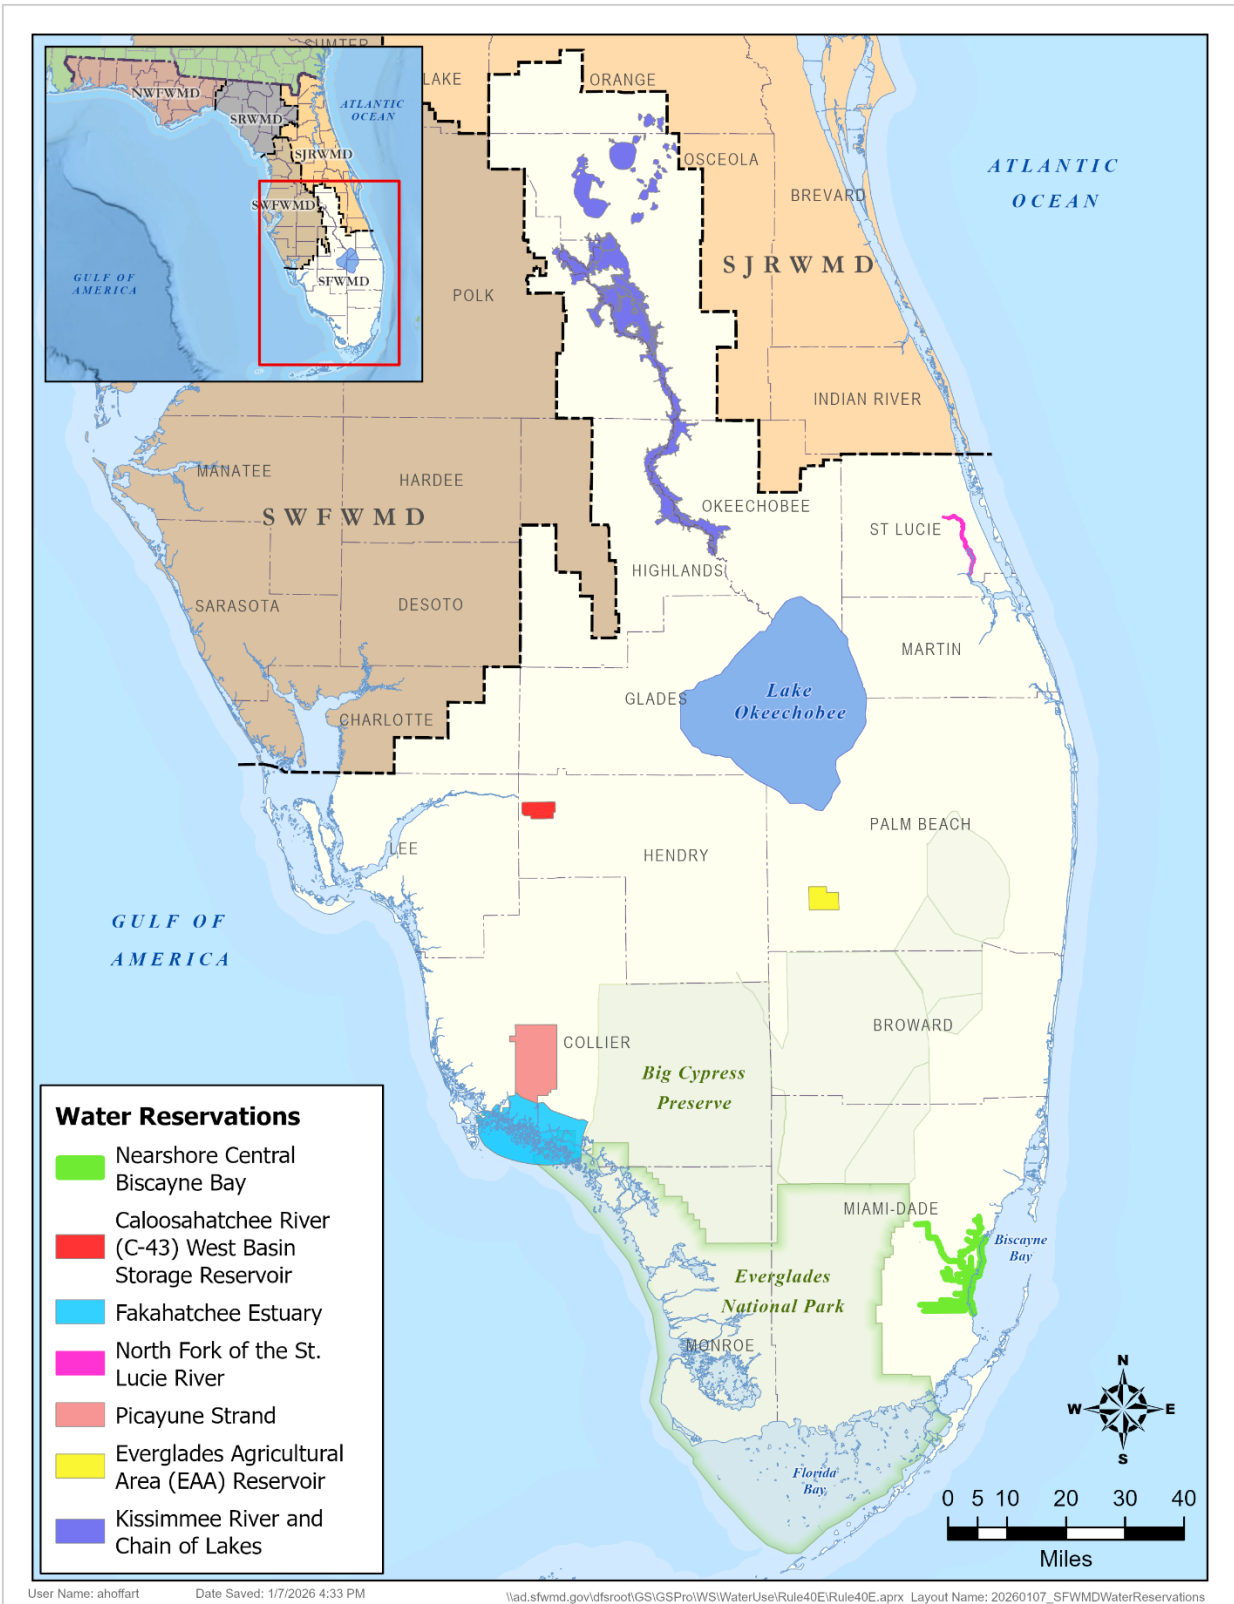 SUMTER
NWFWMD
SRWMD
ATLANTIC
OCEAN
SJRWMD
SWFWMD
GULF OF
AMERICA
SFWMD
LAKE
ORANGE
OSCEOLA
BREVARD
ATLANTIC
OCEAN
SJRWMD
POLK
INDIAN RIVER
MANATEE
HARDEE
SWFWMD
OKEECHOBEE
ST LUCIE
HIGHLANDS
SARASOTA
DESOTO
MARTIN
GLADES
Lake
Okeechobee
CHARLOTTE
PALM BEACH
LEE
HENDRY
GULF OF
AMERICA
BROWARD
COLLIER
Big Cypress
Preserve
MIAMI-DADE
Biscayne
Bay
Everglades
National Park
MONROE
Florida
Bay
Water Reservations
Nearshore Central
Biscayne Bay
Caloosahatchee River
(C-43) West Basin
Storage Reservoir
Fakahatchee Estuary
North Fork of the St.
Lucie River
Picayune Strand
Everglades Agricultural
Area (EAA) Reservoir
Kissimmee River and
Chain of Lakes
N
W E
S
0 5 10 20 30 40
Miles
User Name: ahoffart Date Saved: 1/7/2026 4:33 PM \\ad.sfwmd.gov\dfsroot\GS\GSPro\WS\WaterUse\Rule40E\Rule40E.aprx Layout Name: 20260107_SFWMDWaterReservations